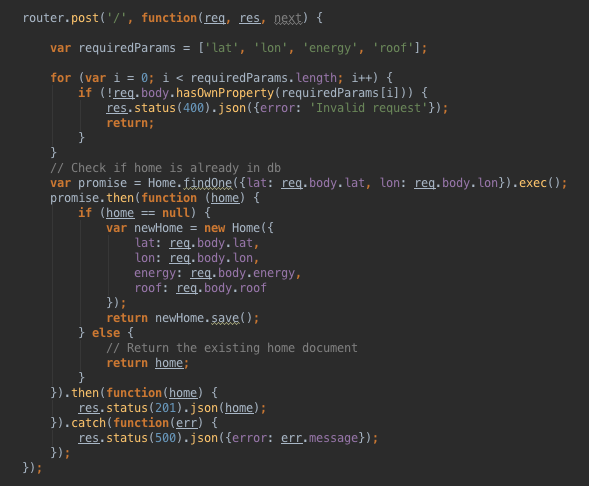 router.post('/', function(req, res, next) {
    var requiredParams = ['lat', 'lon', 'energy', 'roof'];
    for (var i = 0; i < requiredParams.length; i++) {
        if (!req.body.hasOwnProperty(requiredParams[i])) {
            res.status(400).json({error: 'Invalid request'});
            return;
        }
    }
    // Check if home is already in db
    var promise = Home.findOne({lat: req.body.lat, lon: req.body.lon}).exec();
    promise.then(function (home) {
        if (home == null) {
            var newHome = new Home({
                lat: req.body.lat,
                lon: req.body.lon,
                energy: req.body.energy,
                roof: req.body.roof
            });
            return newHome.save();
        } else {
            // Return the existing home document
            return home;
        }
    }).then(function(home) {
        res.status(201).json(home);
    }).catch(function(err) {
        res.status(500).json({error: err.message});
    });
});